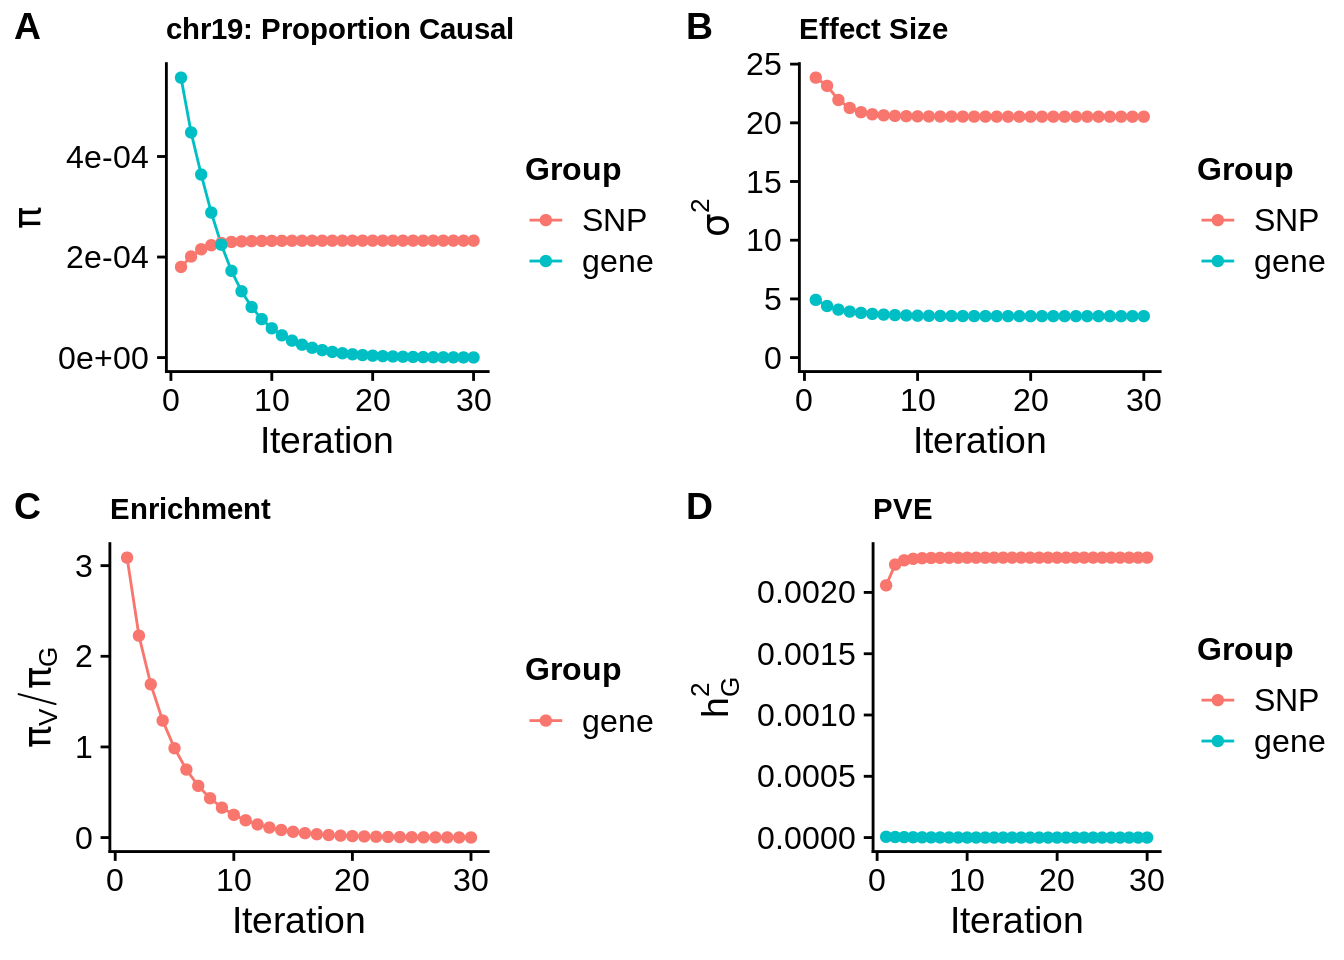 A
chr19: Proportion Causal
4e-04
2e-04
0e+00
π
0 10 20 30
Iteration
Group
SNP
gene
B
Effect Size
25
20
15
10
5
0
σ²
0 10 20 30
Iteration
Group
SNP
gene
C
Enrichment
3
2
1
0
πV/πG
0 10 20 30
Iteration
Group
gene
D
PVE
0.0020
0.0015
0.0010
0.0005
0.0000
h²G
0 10 20 30
Iteration
Group
SNP
gene